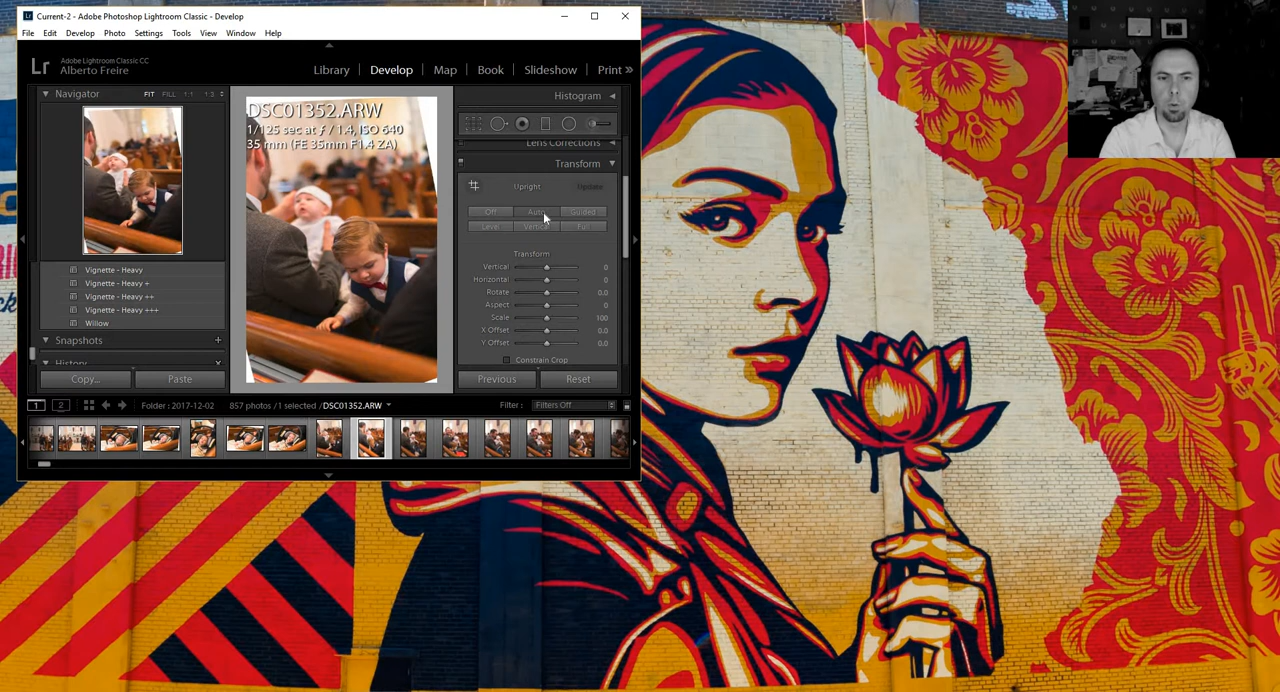 Current-2 - Adobe Photoshop Lightroom Classic - Develop
File Edit Develop Photo Settings Tools View Window Help
Lr
Adobe Lightroom Classic CC
Alberto Freire
Library Develop Map Book Slideshow Print
Navigator FIT FILL 1:1 1:3
Vignette - Heavy
Vignette - Heavy +
Vignette - Heavy ++
Vignette - Heavy +++
Willow
Snapshots
History
Copy... Paste
DSC01352.ARW
1/125 sec at ƒ / 1.4, ISO 640
35 mm (FE 35mm F1.4 ZA)
Histogram
Lens Corrections
Transform
Upright Update
Off Auto Guided
Level Vertical Full
Transform
Vertical 0
Horizontal 0
Rotate 0.0
Aspect 0
Scale 100
X Offset 0.0
Y Offset 0.0
Constrain Crop
Previous Reset
1 2 Folder : 2017-12-02 857 photos / 1 selected / DSC01352.ARW Filter : Filters Off